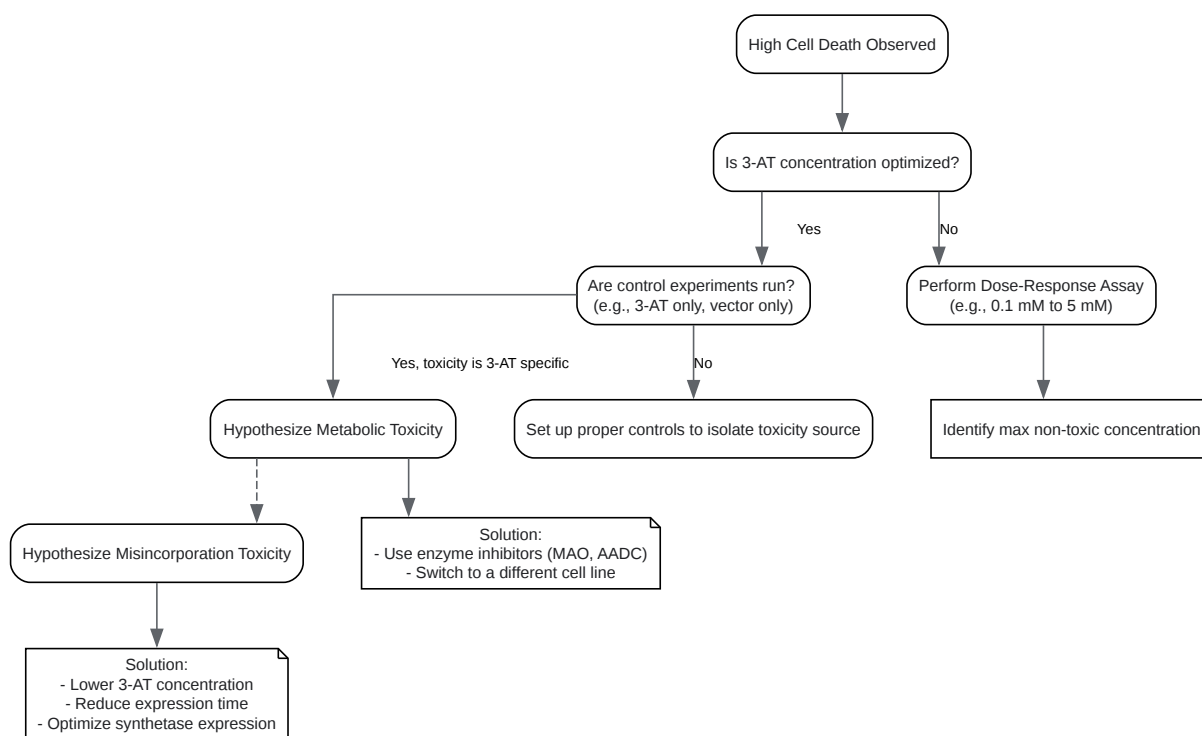 High Cell Death Observed
Is 3-AT concentration optimized?
Yes
No
Are control experiments run?
(e.g., 3-AT only, vector only)
Perform Dose-Response Assay
(e.g., 0.1 mM to 5 mM)
Yes, toxicity is 3-AT specific
No
Hypothesize Metabolic Toxicity
Set up proper controls to isolate toxicity source
Identify max non-toxic concentration
Hypothesize Misincorporation Toxicity
Solution:
- Use enzyme inhibitors (MAO, AADC)
- Switch to a different cell line
Solution:
- Lower 3-AT concentration
- Reduce expression time
- Optimize synthetase expression